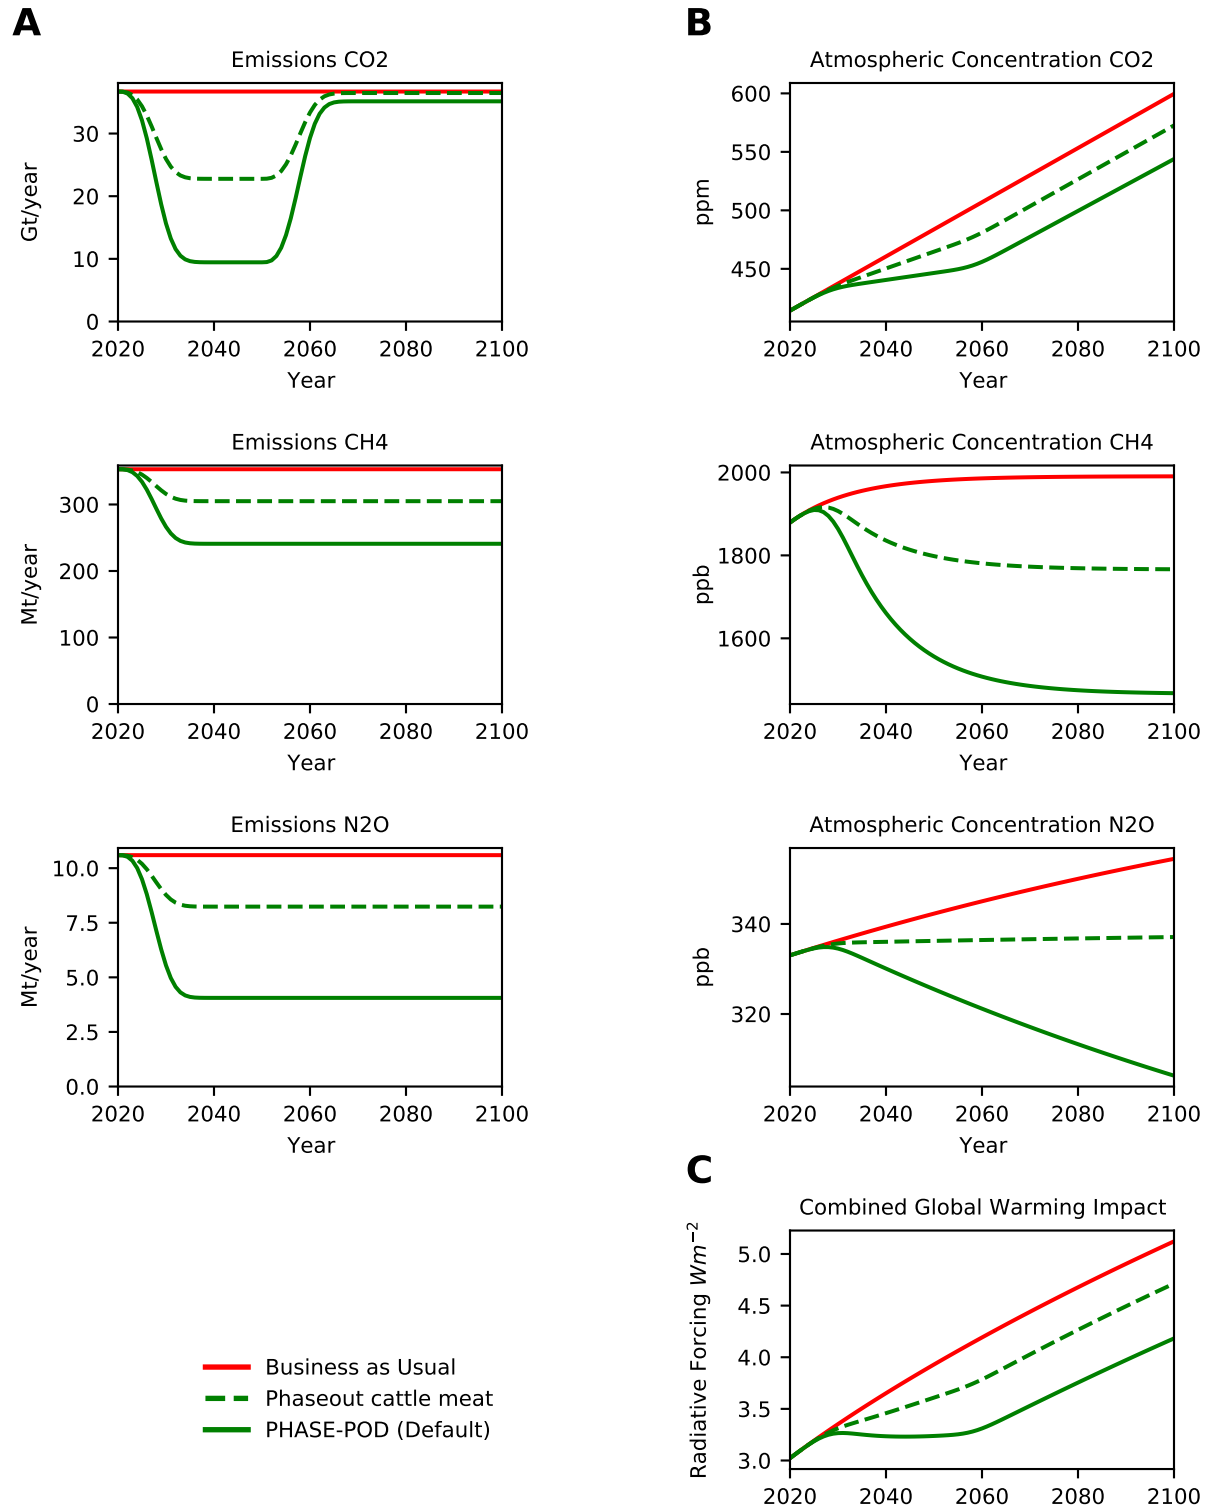 A
Emissions CO2
Gt/year
30
20
10
0
2020 2040 2060 2080 2100
Year
Emissions CH4
Mt/year
300
200
100
0
2020 2040 2060 2080 2100
Year
Emissions N2O
Mt/year
10.0
7.5
5.0
2.5
0.0
2020 2040 2060 2080 2100
Year
B
Atmospheric Concentration CO2
ppm
600
550
500
450
2020 2040 2060 2080 2100
Year
Atmospheric Concentration CH4
ppb
2000
1800
1600
2020 2040 2060 2080 2100
Year
Atmospheric Concentration N2O
ppb
340
320
2020 2040 2060 2080 2100
Year
C
Combined Global Warming Impact
Radiative Forcing Wm⁻²
5.0
4.5
4.0
3.5
3.0
2020 2040 2060 2080 2100
Business as Usual
Phaseout cattle meat
PHASE-POD (Default)